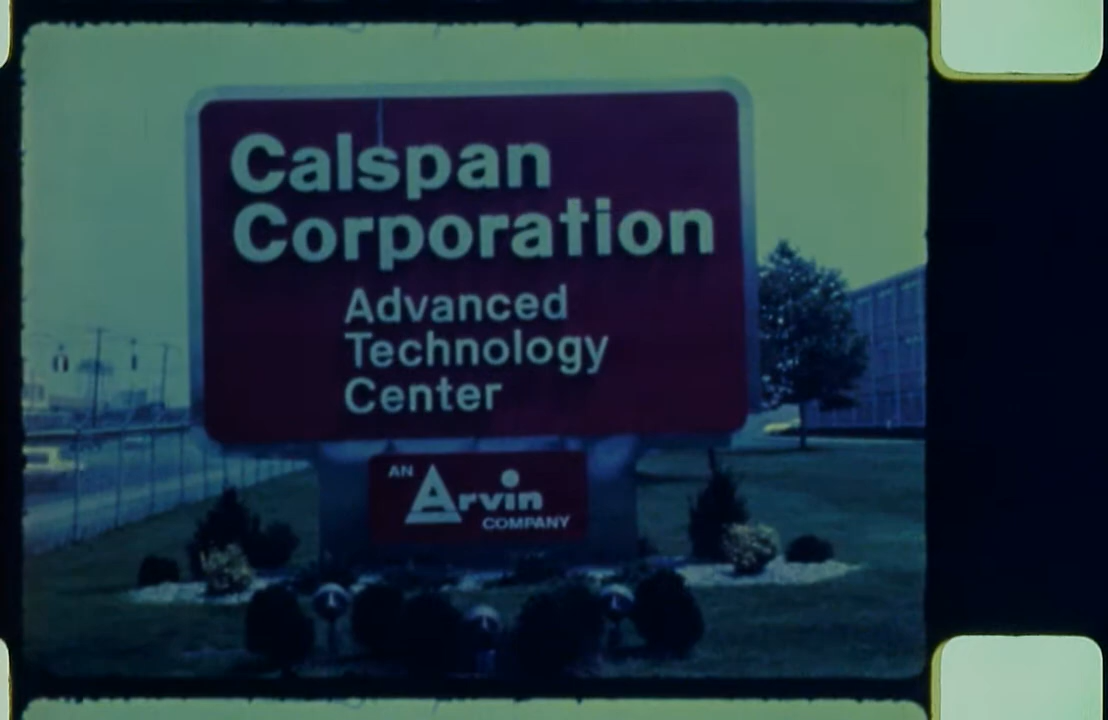 Calspan
Corporation
Advanced
Technology
Center
AN
Arvin
COMPANY